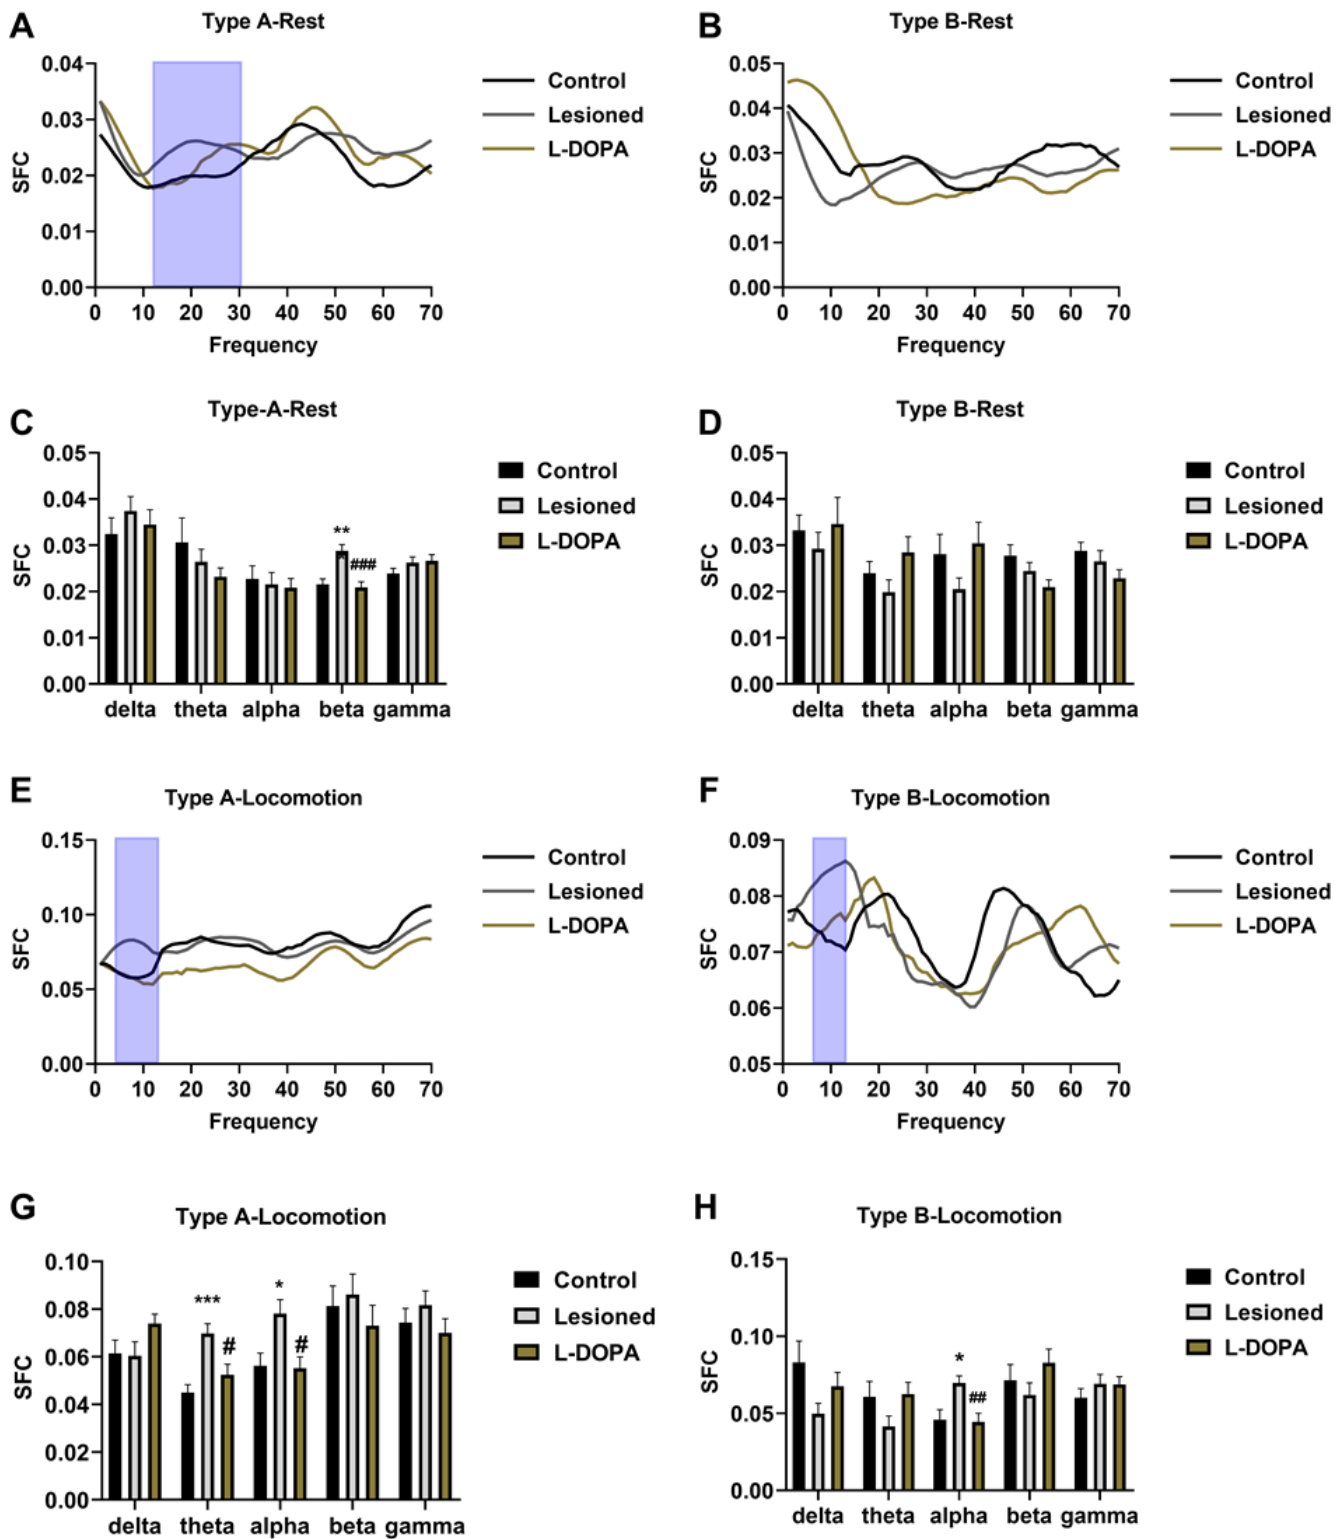 A
Type A-Rest
0.04
0.03
0.02
0.01
0.00
SFC
0 10 20 30 40 50 60 70
Frequency
Control
Lesioned
L-DOPA
B
Type B-Rest
0.05
0.04
0.03
0.02
0.01
0.00
SFC
0 10 20 30 40 50 60 70
Frequency
Control
Lesioned
L-DOPA
C
Type-A-Rest
0.05
0.04
0.03
0.02
0.01
0.00
SFC
**
###
delta theta alpha beta gamma
Control
Lesioned
L-DOPA
D
Type B-Rest
0.05
0.04
0.03
0.02
0.01
0.00
SFC
delta theta alpha beta gamma
Control
Lesioned
L-DOPA
E
Type A-Locomotion
0.15
0.10
0.05
0.00
SFC
0 10 20 30 40 50 60 70
Frequency
Control
Lesioned
L-DOPA
F
Type B-Locomotion
0.09
0.08
0.07
0.06
0.05
SFC
0 10 20 30 40 50 60 70
Frequency
Control
Lesioned
L-DOPA
G
Type A-Locomotion
0.10
0.08
0.06
0.04
0.02
0.00
SFC
***
#
*
#
delta theta alpha beta gamma
Control
Lesioned
L-DOPA
H
Type B-Locomotion
0.15
0.10
0.05
0.00
SFC
*
##
delta theta alpha beta gamma
Control
Lesioned
L-DOPA